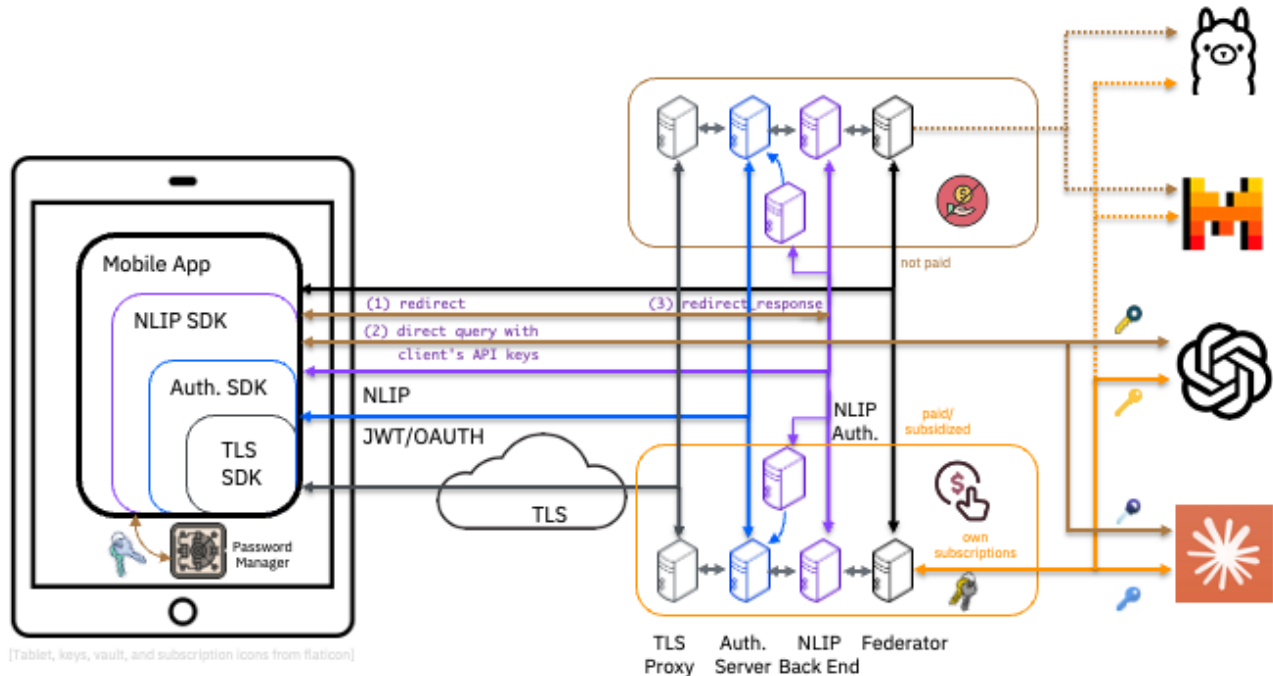 Mobile App
NLIP SDK
Auth. SDK
TLS
SDK
Password
Manager
(1) redirect
(3) redirect_response
(2) direct query with
client's API keys
NLIP
JWT/OAUTH
TLS
not paid
NLIP
Auth.
paid/
subsidized
own
subscriptions
TLS
Proxy
Auth.
Server
NLIP
Back End
Federator
[Tablet, keys, vault, and subscription icons from flaticon]